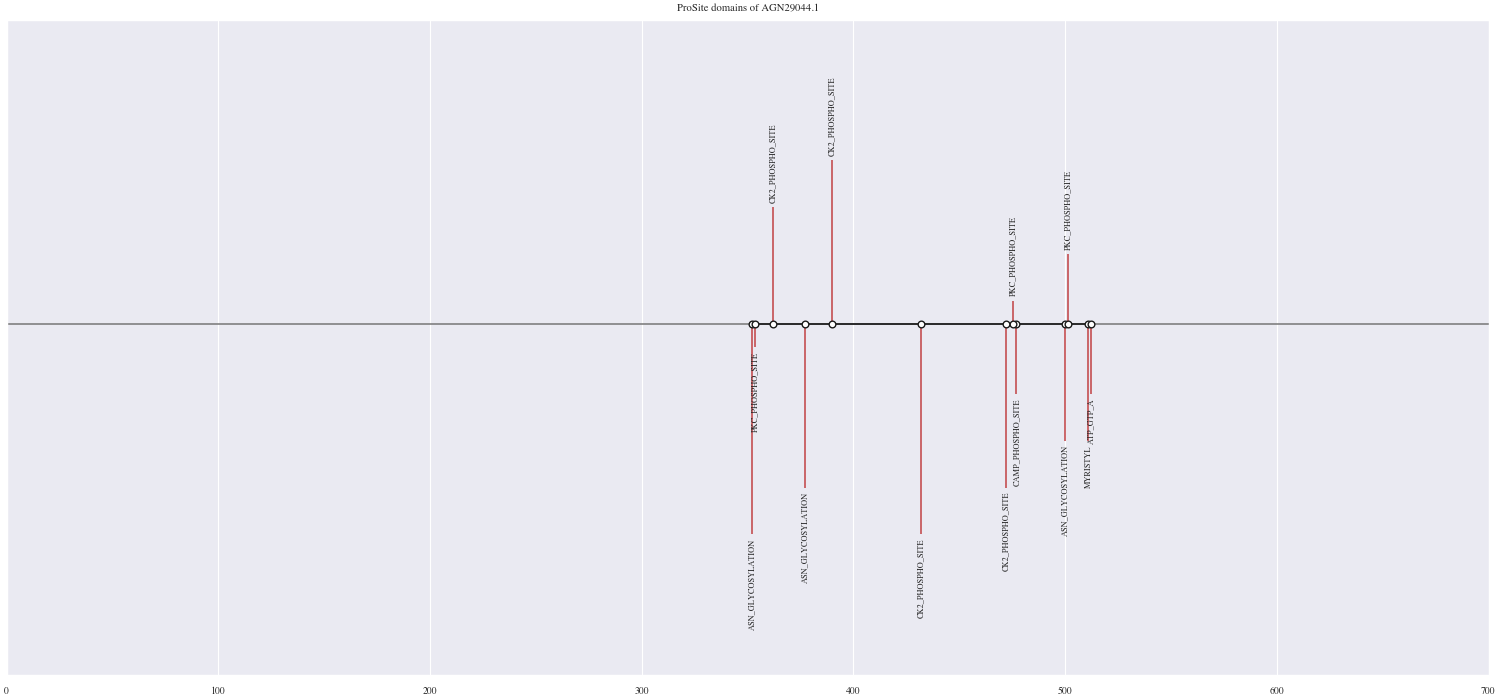 ProSite domains of AGN29044.1
CK2_PHOSPHO_SITE
CK2_PHOSPHO_SITE
PKC_PHOSPHO_SITE
PKC_PHOSPHO_SITE
PKC_PHOSPHO_SITE
CAMP_PHOSPHO_SITE
ATP_GTP_A
ASN_GLYCOSYLATION
MYRISTYL
ASN_GLYCOSYLATION
CK2_PHOSPHO_SITE
ASN_GLYCOSYLATION
CK2_PHOSPHO_SITE
0 100 200 300 400 500 600 700